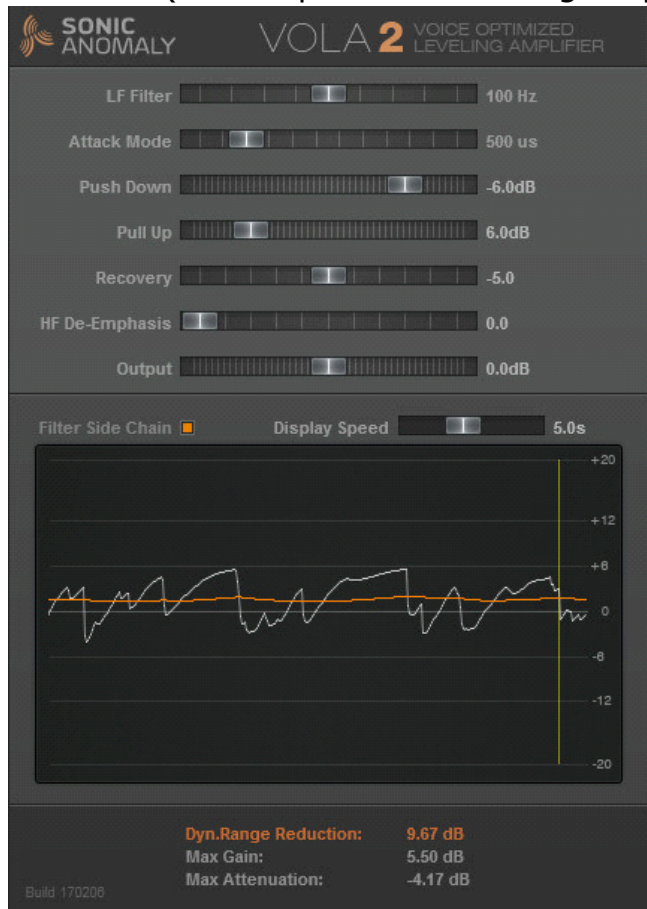 SONIC ANOMALY
VOLA 2 VOICE OPTIMIZED LEVELING AMPLIFIER
LF Filter 100 Hz
Attack Mode 500 us
Push Down -6.0dB
Pull Up 6.0dB
Recovery -5.0
HF De-Emphasis 0.0
Output 0.0dB
Filter Side Chain Display Speed 5.0s
+20
+12
+6
0
-6
-12
-20
Dyn.Range Reduction: 9.67 dB
Max Gain: 5.50 dB
Max Attenuation: -4.17 dB
Build 170206